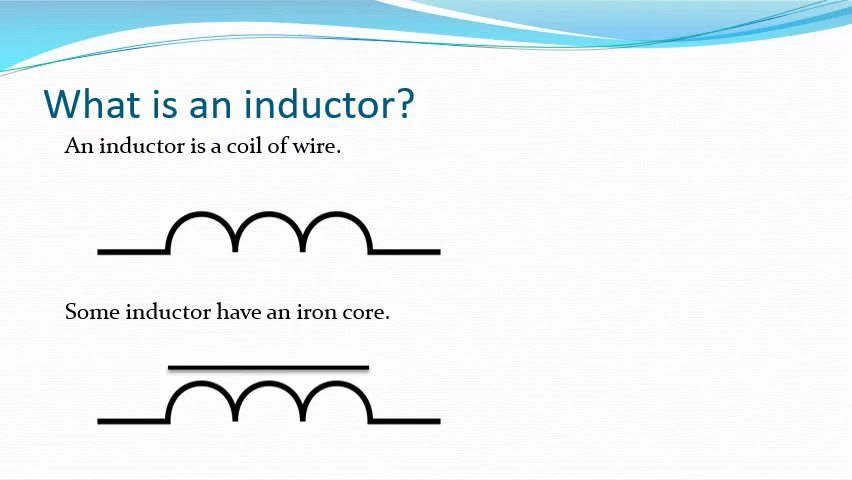 What is an inductor?
An inductor is a coil of wire.
Some inductor have an iron core.